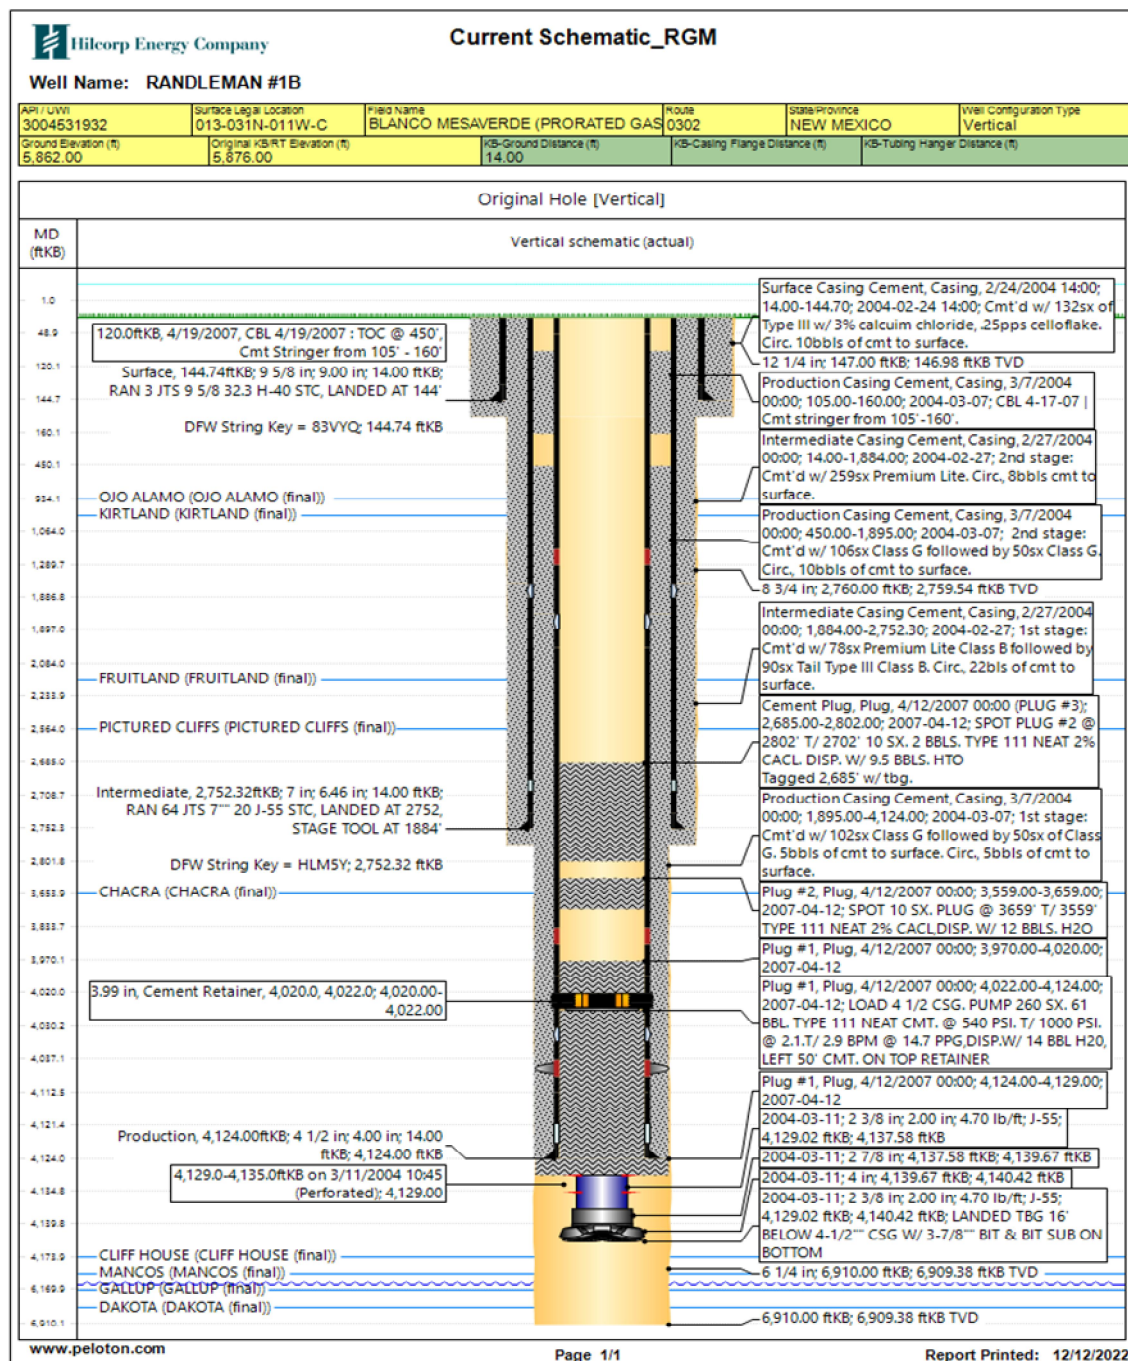 Hilcorp Energy Company
Current Schematic_RGM
Well Name: RANDLEMAN #1B
API / UWI
3004531932
Surface Legal Location
013-031N-011W-C
Field Name
BLANCO MESAVERDE (PRORATED GAS
Route
0302
State/Province
NEW MEXICO
Well Configuration Type
Vertical
Ground Elevation (ft)
5,862.00
Original KB/RT Elevation (ft)
5,876.00
KB-Ground Distance (ft)
14.00
KB-Casing Flange Distance (ft)
KB-Tubing Hanger Distance (ft)
Original Hole [Vertical]
MD
(ftKB)
Vertical schematic (actual)
1.0
48.9
120.1
144.7
160.1
450.1
934.1
1,064.0
1,289.7
1,886.8
1,897.0
2,084.0
2,233.9
2,564.0
2,685.0
2,708.7
2,752.3
2,801.8
3,653.9
3,833.7
3,970.1
4,020.0
4,030.2
4,087.1
4,112.5
4,121.4
4,124.0
4,134.8
4,139.8
4,173.9
6,169.9
6,910.1
120.0ftKB, 4/19/2007, CBL 4/19/2007 : TOC @ 450',
Cmt Stringer from 105' - 160'
Surface, 144.74ftKB; 9 5/8 in; 9.00 in; 14.00 ftKB;
RAN 3 JTS 9 5/8 32.3 H-40 STC, LANDED AT 144'
DFW String Key = 83VYQ; 144.74 ftKB
OJO ALAMO (OJO ALAMO (final))
KIRTLAND (KIRTLAND (final))
FRUITLAND (FRUITLAND (final))
PICTURED CLIFFS (PICTURED CLIFFS (final))
Intermediate, 2,752.32ftKB; 7 in; 6.46 in; 14.00 ftKB;
RAN 64 JTS 7"" 20 J-55 STC, LANDED AT 2752,
STAGE TOOL AT 1884'
DFW String Key = HLM5Y; 2,752.32 ftKB
CHACRA (CHACRA (final))
3.99 in, Cement Retainer, 4,020.0, 4,022.0; 4,020.00-
4,022.00
Production, 4,124.00ftKB; 4 1/2 in; 4.00 in; 14.00
ftKB; 4,124.00 ftKB
4,129.0-4,135.0ftKB on 3/11/2004 10:45
(Perforated); 4,129.00
CLIFF HOUSE (CLIFF HOUSE (final))
MANCOS (MANCOS (final))
GALLUP (GALLUP (final))
DAKOTA (DAKOTA (final))
Surface Casing Cement, Casing, 2/24/2004 14:00;
14.00-144.70; 2004-02-24 14:00; Cmt'd w/ 132sx of
Type III w/ 3% calcuim chloride, .25pps celloflake.
Circ. 10bbls of cmt to surface.
12 1/4 in; 147.00 ftKB; 146.98 ftKB TVD
Production Casing Cement, Casing, 3/7/2004
00:00; 105.00-160.00; 2004-03-07; CBL 4-17-07 |
Cmt stringer from 105'-160'.
Intermediate Casing Cement, Casing, 2/27/2004
00:00; 14.00-1,884.00; 2004-02-27; 2nd stage:
Cmt'd w/ 259sx Premium Lite. Circ., 8bbls cmt to
surface.
Production Casing Cement, Casing, 3/7/2004
00:00; 450.00-1,895.00; 2004-03-07; 2nd stage:
Cmt'd w/ 106sx Class G followed by 50sx Class G.
Circ., 10bbls of cmt to surface.
8 3/4 in; 2,760.00 ftKB; 2,759.54 ftKB TVD
Intermediate Casing Cement, Casing, 2/27/2004
00:00; 1,884.00-2,752.30; 2004-02-27; 1st stage:
Cmt'd w/ 78sx Premium Lite Class B followed by
90sx Tail Type III Class B. Circ., 22bls of cmt to
surface.
Cement Plug, Plug, 4/12/2007 00:00 (PLUG #3);
2,685.00-2,802.00; 2007-04-12; SPOT PLUG #2 @
2802' T/ 2702' 10 SX. 2 BBLS. TYPE 111 NEAT 2%
CACL. DISP. W/ 9.5 BBLS. HTO
Tagged 2,685' w/ tbg.
Production Casing Cement, Casing, 3/7/2004
00:00; 1,895.00-4,124.00; 2004-03-07; 1st stage:
Cmt'd w/ 102sx Class G followed by 50sx of Class
G. 5bbls of cmt to surface. Circ., 5bbls of cmt to
surface.
Plug #2, Plug, 4/12/2007 00:00; 3,559.00-3,659.00;
2007-04-12; SPOT 10 SX. PLUG @ 3659' T/ 3559'
TYPE 111 NEAT 2% CACL,DISP. W/ 12 BBLS. H2O
Plug #1, Plug, 4/12/2007 00:00; 3,970.00-4,020.00;
2007-04-12
Plug #1, Plug, 4/12/2007 00:00; 4,022.00-4,124.00;
2007-04-12; LOAD 4 1/2 CSG. PUMP 260 SX. 61
BBL. TYPE 111 NEAT CMT. @ 540 PSI. T/ 1000 PSI.
@ 2.1.T/ 2.9 BPM @ 14.7 PPG,DISP.W/ 14 BBL H20,
LEFT 50' CMT. ON TOP RETAINER
Plug #1, Plug, 4/12/2007 00:00; 4,124.00-4,129.00;
2007-04-12
2004-03-11; 2 3/8 in; 2.00 in; 4.70 lb/ft; J-55;
4,129.02 ftKB; 4,137.58 ftKB
2004-03-11; 2 7/8 in; 4,137.58 ftKB; 4,139.67 ftKB
2004-03-11; 4 in; 4,139.67 ftKB; 4,140.42 ftKB
2004-03-11; 2 3/8 in; 2.00 in; 4.70 lb/ft; J-55;
4,129.02 ftKB; 4,140.42 ftKB; LANDED TBG 16'
BELOW 4-1/2"" CSG W/ 3-7/8"" BIT & BIT SUB ON
BOTTOM
6 1/4 in; 6,910.00 ftKB; 6,909.38 ftKB TVD
6,910.00 ftKB; 6,909.38 ftKB TVD
www.peloton.com
Page 1/1
Report Printed: 12/12/2022